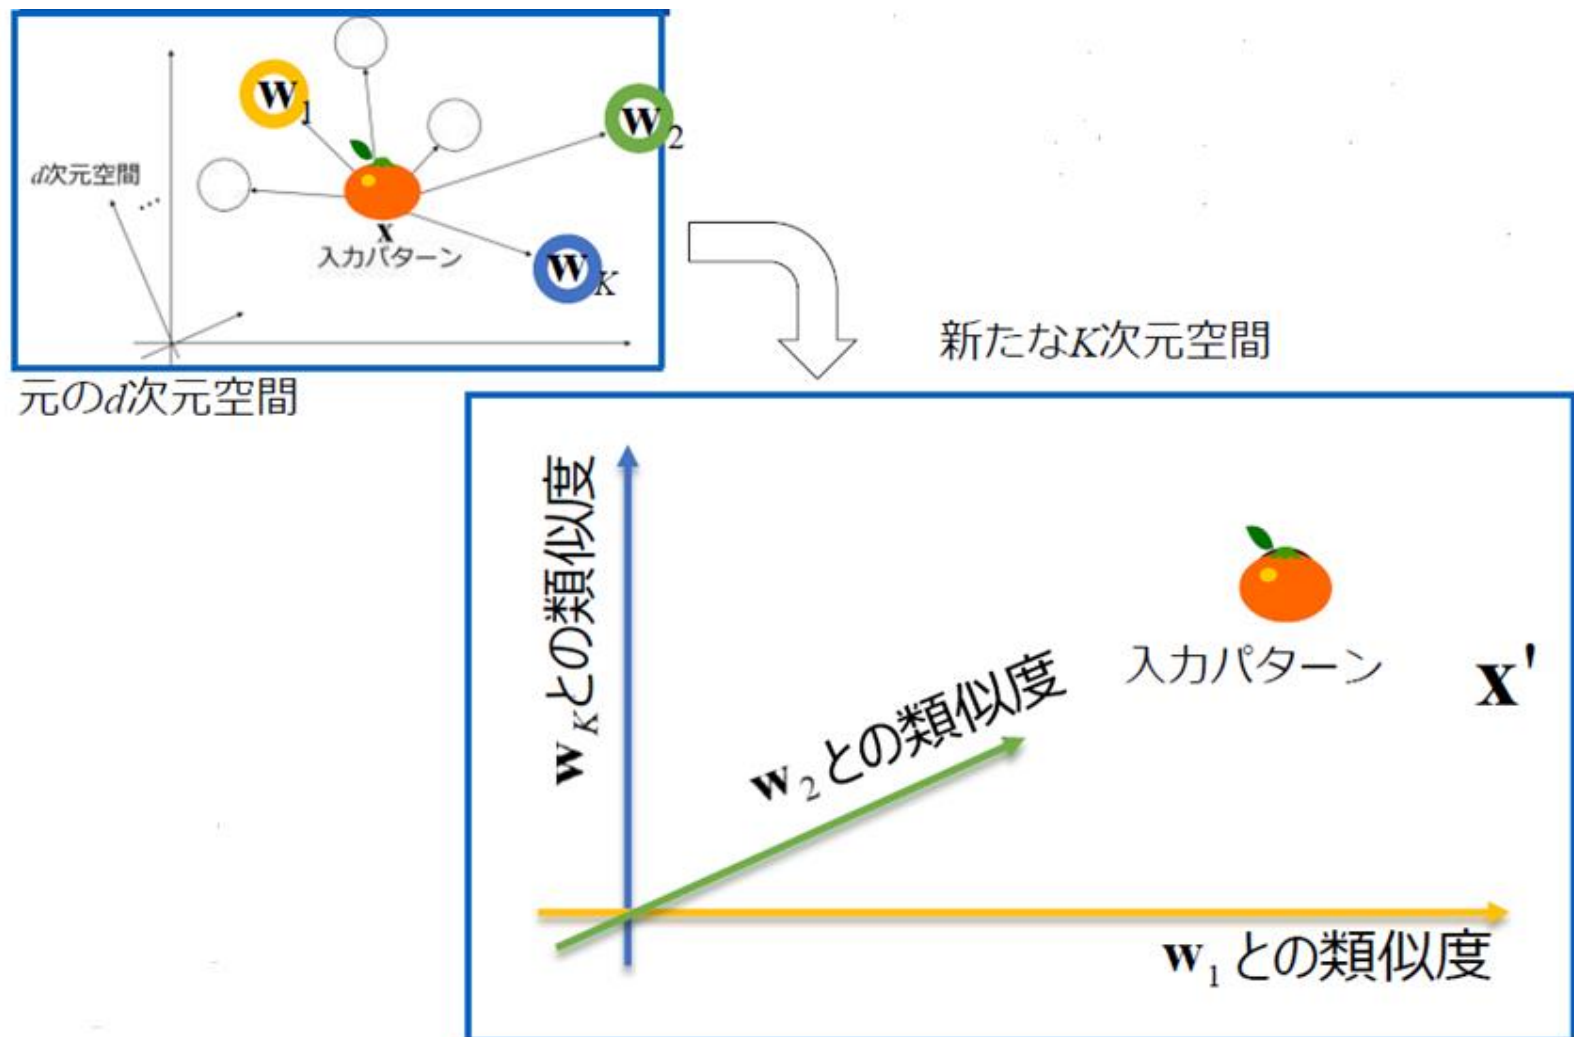 w1
w2
d次元空間
x
入力パターン
wK
元のd次元空間
新たなK次元空間
wKとの類似度
w2との類似度
入力パターン
x'
w1との類似度